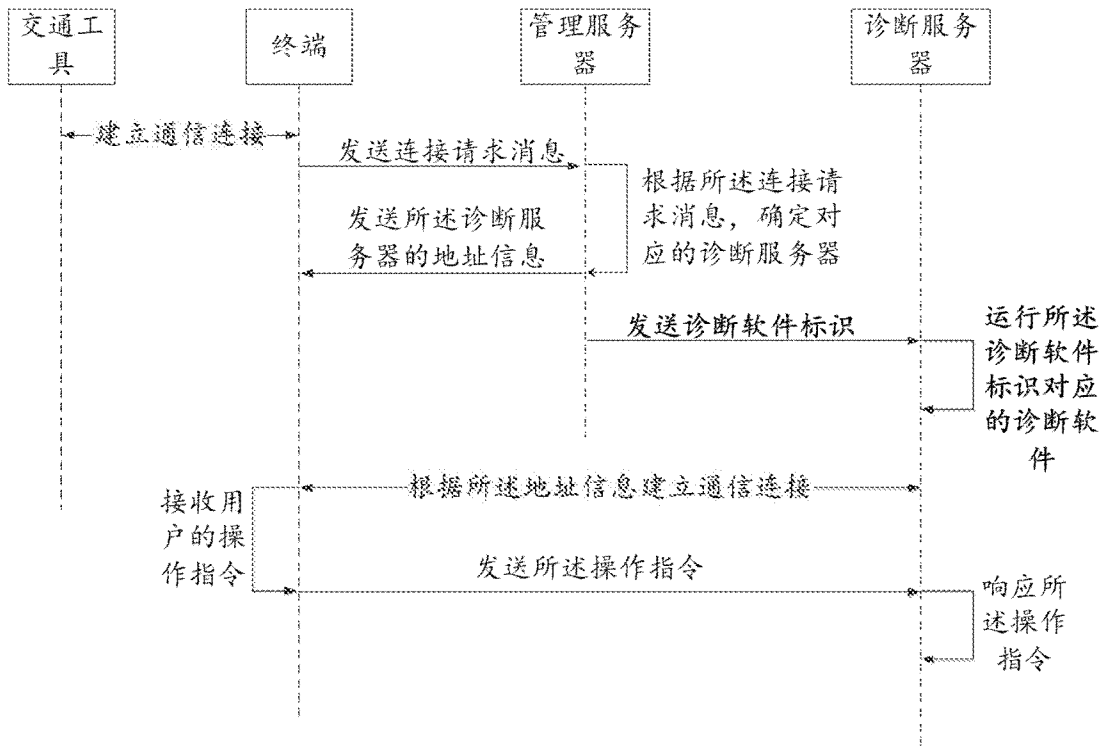 交通工
具
终端
管理服务
器
诊断服务
器
建立通信连接
发送连接请求消息
根据所述连接请
求消息，确定对
应的诊断服务器
发送所述诊断服
务器的地址信息
发送诊断软件标识
运行所述
诊断软件
标识对应
的诊断软
件
根据所述地址信息建立通信连接
接收用
户的操
作指令
发送所述操作指令
响应所
述操作
指令